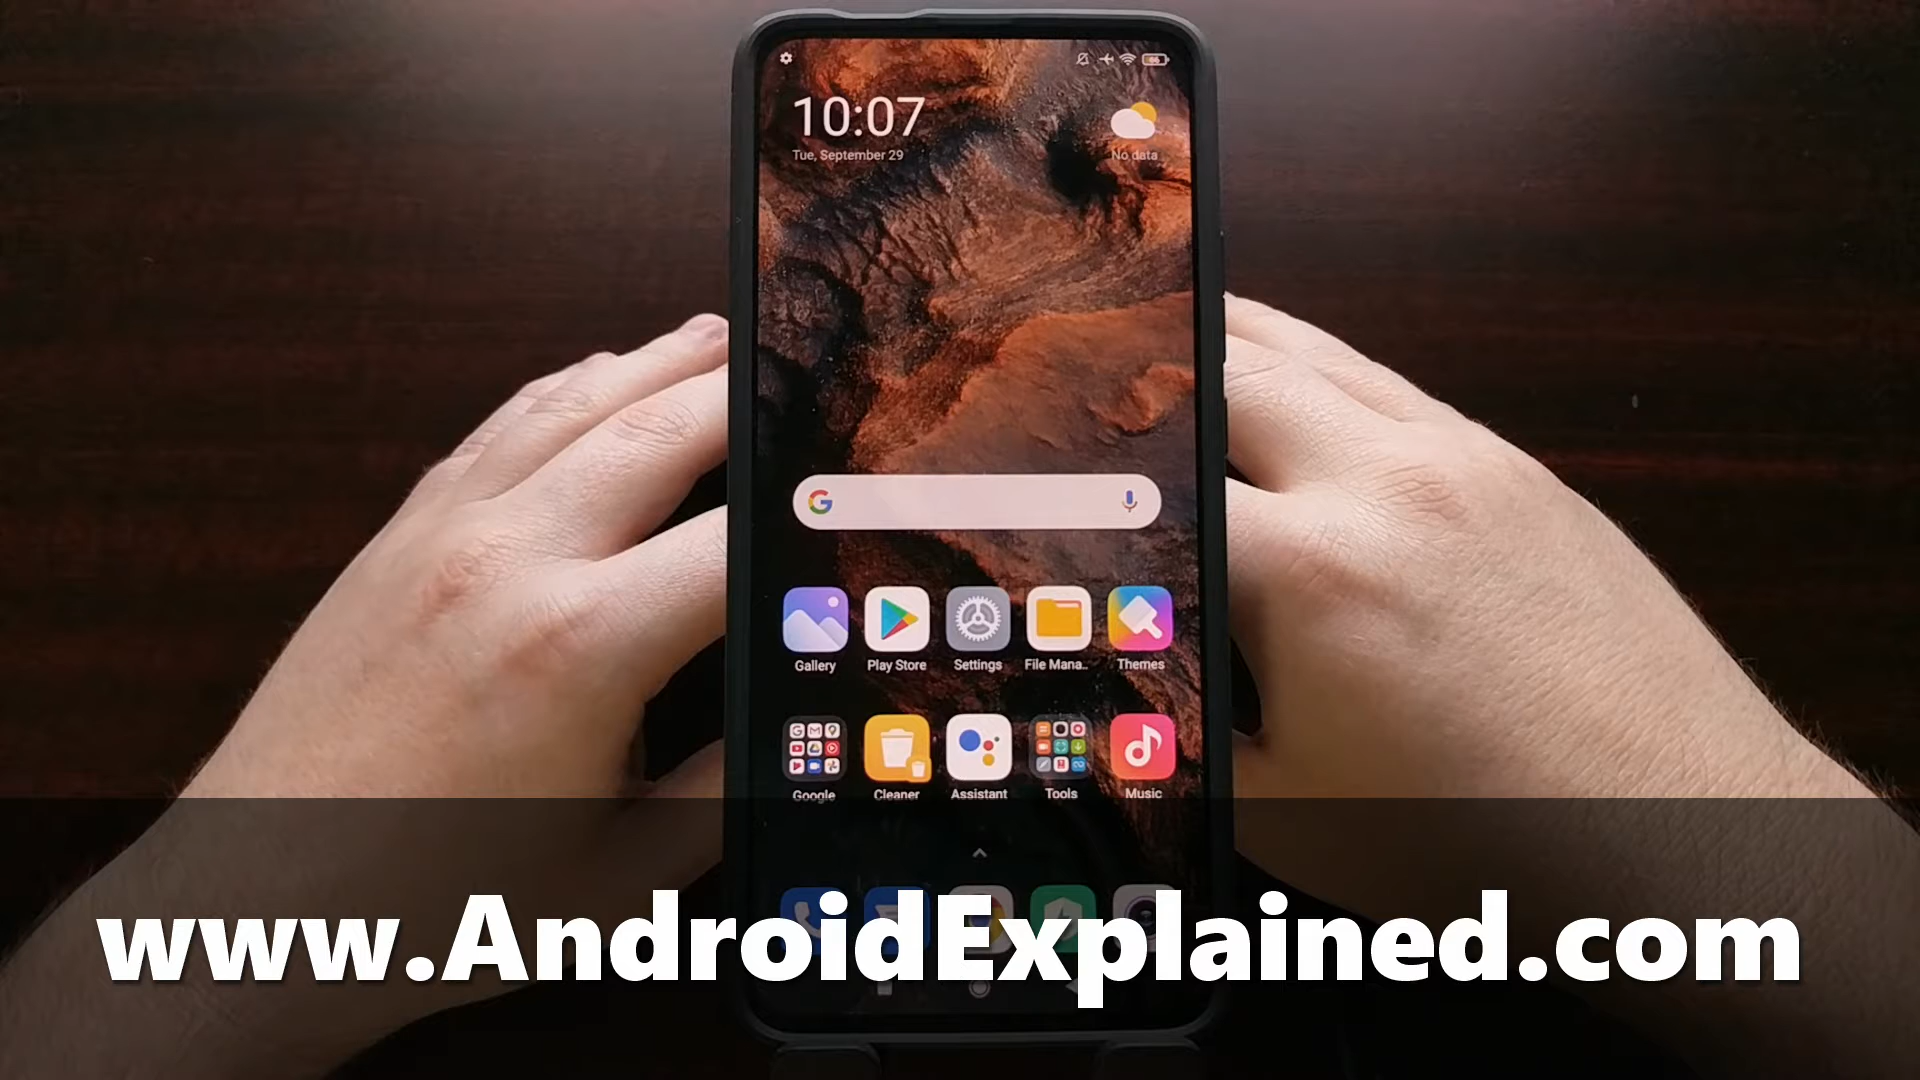 10:07
Tue, September 29
No data
Gallery
Play Store
Settings
File Mana..
Themes
Google
Cleaner
Assistant
Tools
Music
www.AndroidExplained.com